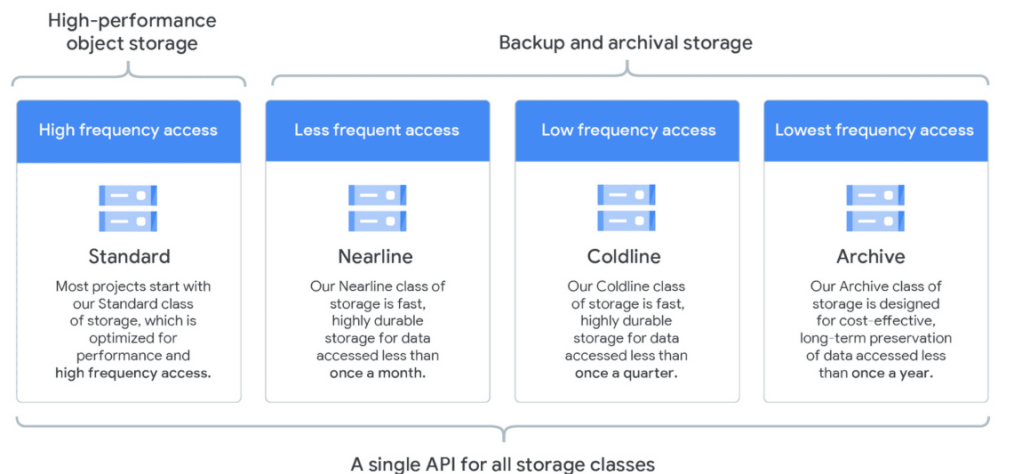 High-performance
object storage
Backup and archival storage
High frequency access
Standard
Most projects start with
our Standard class
of storage, which is
optimized for
performance and
high frequency access.
Less frequent access
Nearline
Our Nearline class of
storage is fast,
highly durable
storage for data
accessed less than
once a month.
Low frequency access
Coldline
Our Coldline class
of storage is fast,
highly durable
storage for data
accessed less than
once a quarter.
Lowest frequency access
Archive
Our Archive class of
storage is designed
for cost-effective,
long-term preservation
of data accessed less
than once a year.
A single API for all storage classes